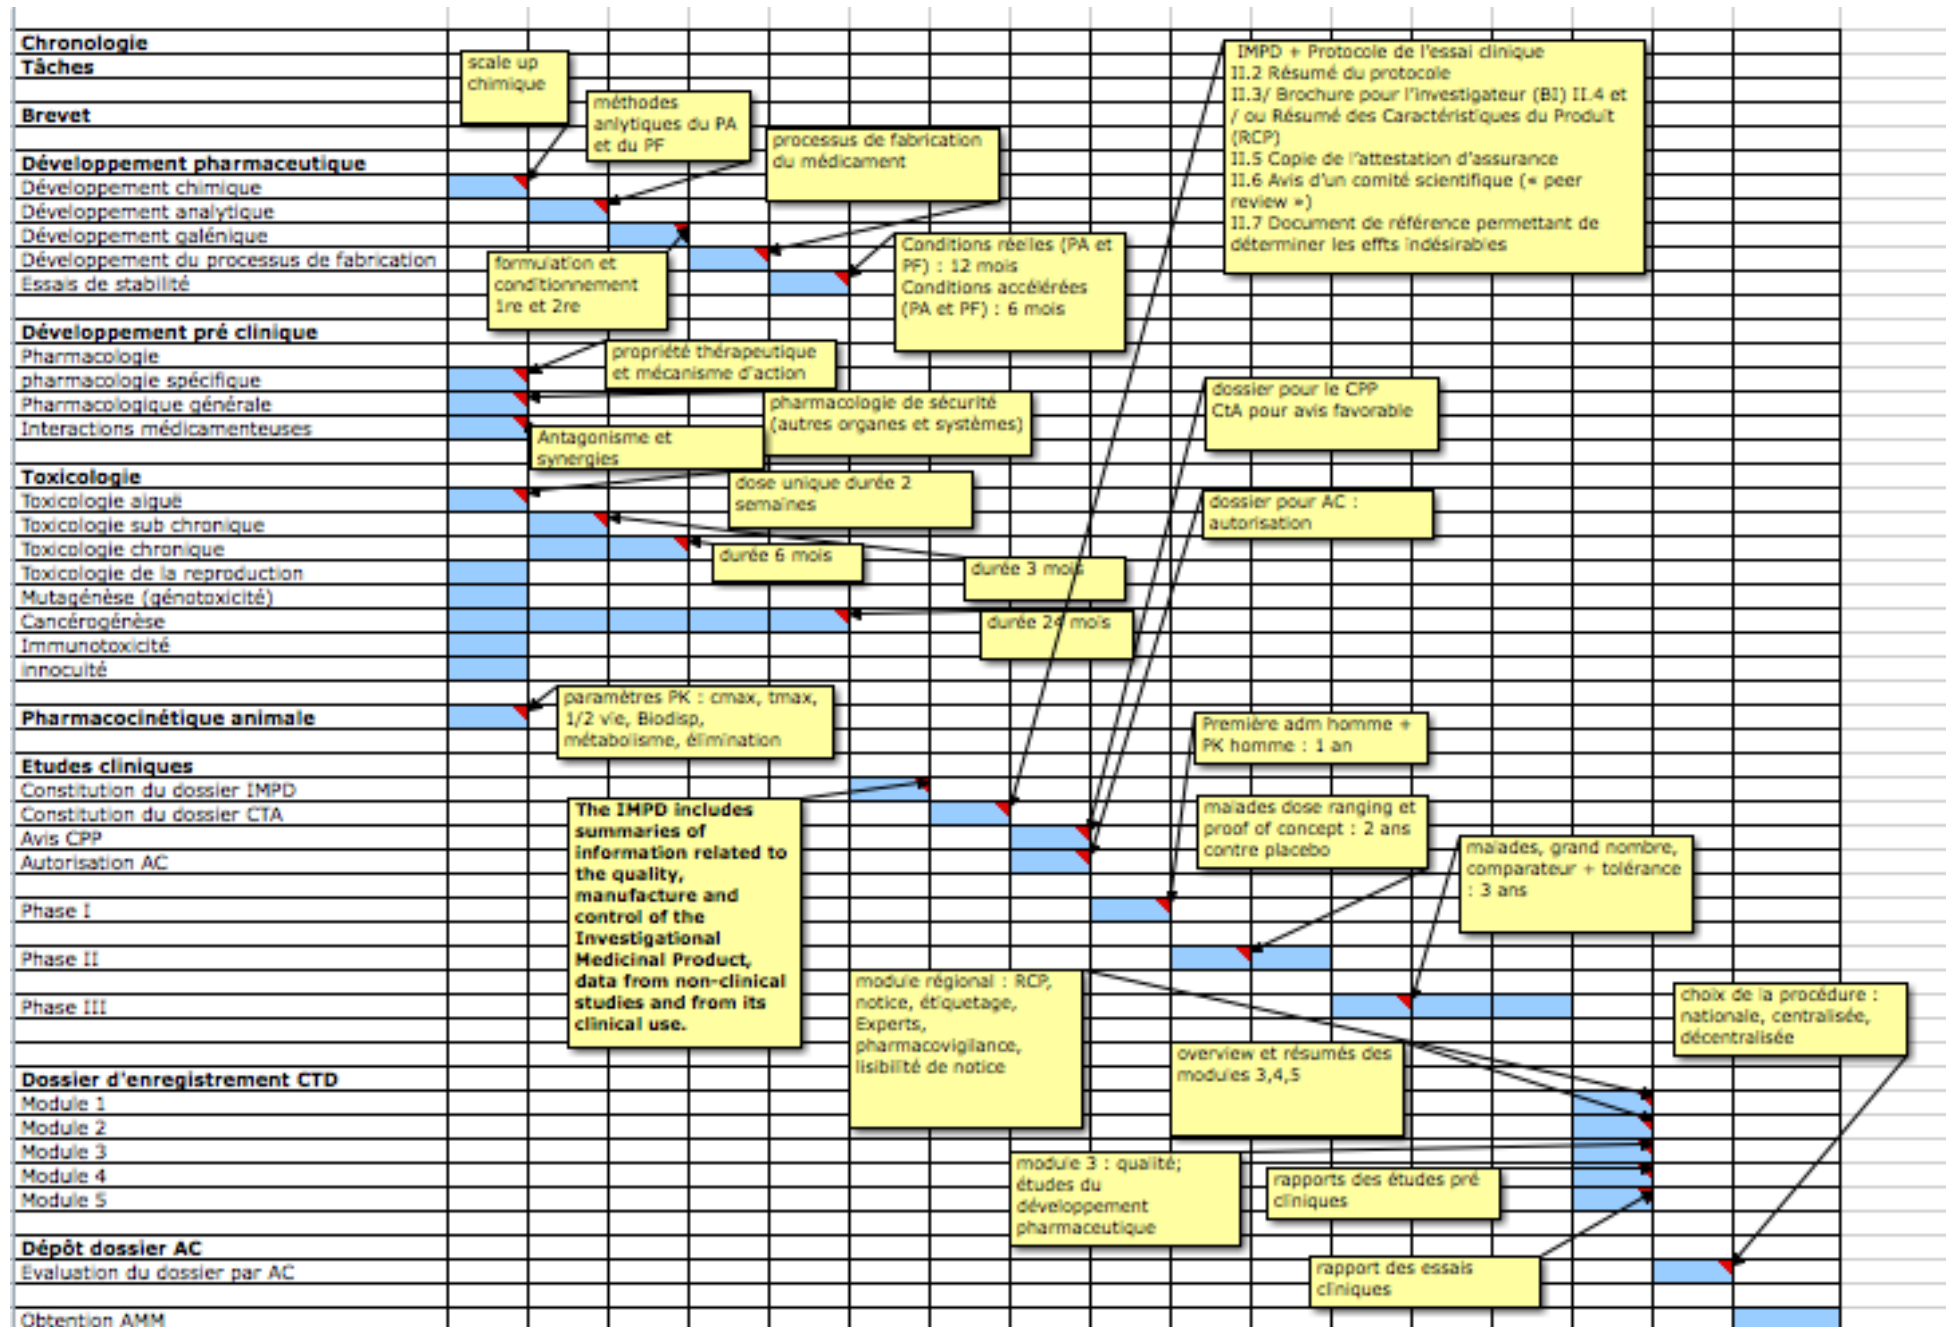 Chronologie
Tâches
Brevet
Développement pharmaceutique
Développement chimique
Développement analytique
Développement galénique
Développement du processus de fabrication
Essais de stabilité
Développement pré clinique
Pharmacologie
pharmacologie spécifique
Pharmacologique générale
Interactions médicamenteuses
Toxicologie
Toxicologie aiguë
Toxicologie sub chronique
Toxicologie chronique
Toxicologie de la reproduction
Mutagénèse (génotoxicité)
Cancérogénèse
Immunotoxicité
innocuité
Pharmacocinétique animale
Etudes cliniques
Constitution du dossier IMPD
Constitution du dossier CTA
Avis CPP
Autorisation AC
Phase I
Phase II
Phase III
Dossier d'enregistrement CTD
Module 1
Module 2
Module 3
Module 4
Module 5
Dépôt dossier AC
Evaluation du dossier par AC
Obtention AMM
scale up
chimique
méthodes
anlytiques du PA
et du PF
processus de fabrication
du médicament
formulation et
conditionnement
1re et 2re
Conditions réelles (PA et
PF) : 12 mois
Conditions accélérées
(PA et PF) : 6 mois
IMPD + Protocole de l'essai clinique
II.2 Résumé du protocole
II.3/ Brochure pour l'investigateur (BI) II.4 et
/ ou Résumé des Caractéristiques du Produit
(RCP)
II.5 Copie de l'attestation d'assurance
II.6 Avis d'un comité scientifique (« peer
review »)
II.7 Document de référence permettant de
déterminer les effts indésirables
propriété thérapeutique
et mécanisme d'action
pharmacologie de sécurité
(autres organes et systèmes)
Antagonisme et
synergies
dossier pour le CPP
CtA pour avis favorable
dose unique durée 2
semaines
dossier pour AC :
autorisation
durée 6 mois
durée 3 mois
durée 24 mois
paramètres PK : cmax, tmax,
1/2 vie, Biodisp,
métabolisme, élimination
Première adm homme +
PK homme : 1 an
The IMPD includes
summaries of
information related to
the quality,
manufacture and
control of the
Investigational
Medicinal Product,
data from non-clinical
studies and from its
clinical use.
malades dose ranging et
proof of concept : 2 ans
contre placebo
malades, grand nombre,
comparateur + tolérance
: 3 ans
module régional : RCP,
notice, étiquetage,
Experts,
pharmacovigilance,
lisibilité de notice
choix de la procédure :
nationale, centralisée,
décentralisée
overview et résumés des
modules 3,4,5
module 3 : qualité;
études du
développement
pharmaceutique
rapports des études pré
cliniques
rapport des essais
cliniques